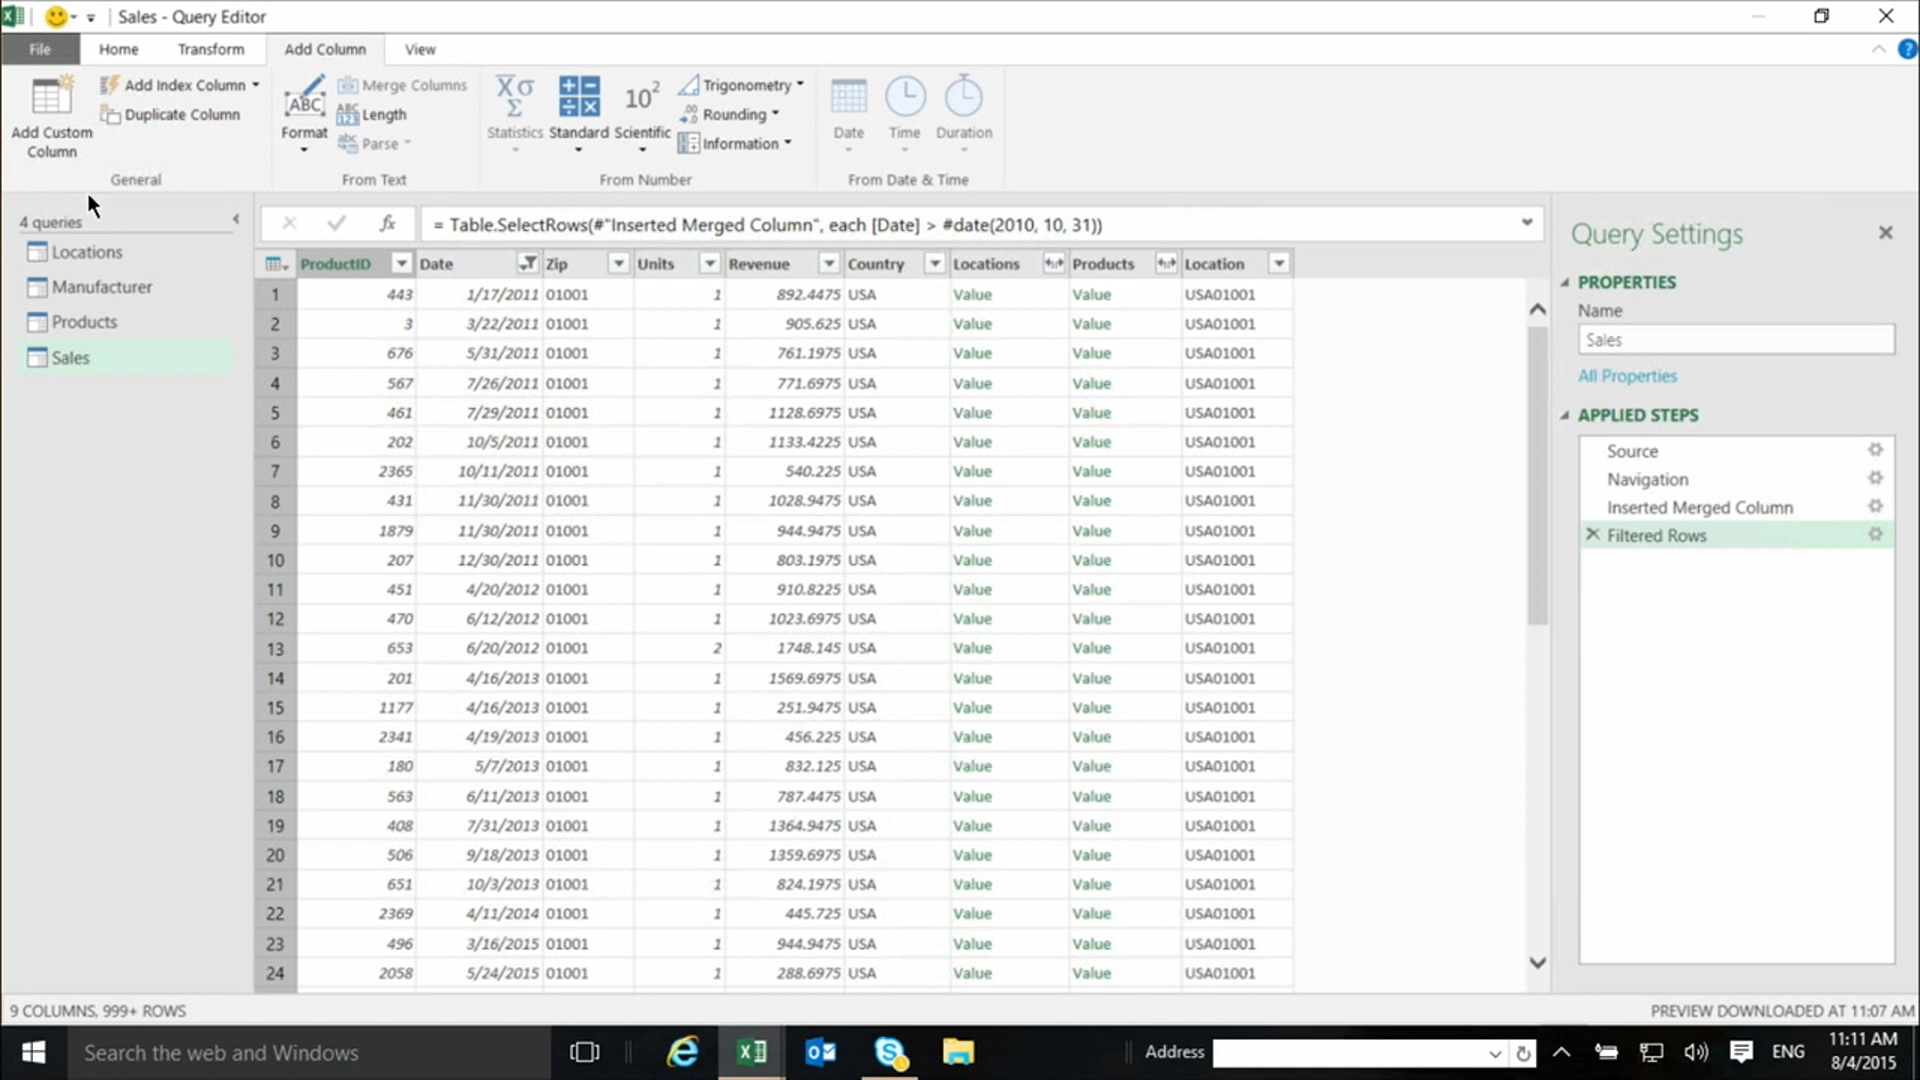 Sales - Query Editor
File Home Transform Add Column View
Add Custom Column
Add Index Column
Duplicate Column
General
ABC
Format
Merge Columns
ABC 123 Length
abc Parse
From Text
Statistics
Standard
10² Scientific
Trigonometry
.00 Rounding
Information
From Number
Date Time Duration
From Date & Time
4 queries
Locations
Manufacturer
Products
Sales
fx = Table.SelectRows(#"Inserted Merged Column", each [Date] > #date(2010, 10, 31))
ProductID Date Zip Units Revenue Country Locations Products Location
1 443 1/17/2011 01001 1 892.4475 USA Value Value USA01001
2 3 3/22/2011 01001 1 905.625 USA Value Value USA01001
3 676 5/31/2011 01001 1 761.1975 USA Value Value USA01001
4 567 7/26/2011 01001 1 771.6975 USA Value Value USA01001
5 461 7/29/2011 01001 1 1128.6975 USA Value Value USA01001
6 202 10/5/2011 01001 1 1133.4225 USA Value Value USA01001
7 2365 10/11/2011 01001 1 540.225 USA Value Value USA01001
8 431 11/30/2011 01001 1 1028.9475 USA Value Value USA01001
9 1879 11/30/2011 01001 1 944.9475 USA Value Value USA01001
10 207 12/30/2011 01001 1 803.1975 USA Value Value USA01001
11 451 4/20/2012 01001 1 910.8225 USA Value Value USA01001
12 470 6/12/2012 01001 1 1023.6975 USA Value Value USA01001
13 653 6/20/2012 01001 2 1748.145 USA Value Value USA01001
14 201 4/16/2013 01001 1 1569.6975 USA Value Value USA01001
15 1177 4/16/2013 01001 1 251.9475 USA Value Value USA01001
16 2341 4/19/2013 01001 1 456.225 USA Value Value USA01001
17 180 5/7/2013 01001 1 832.125 USA Value Value USA01001
18 563 6/11/2013 01001 1 787.4475 USA Value Value USA01001
19 408 7/31/2013 01001 1 1364.9475 USA Value Value USA01001
20 506 9/18/2013 01001 1 1359.6975 USA Value Value USA01001
21 651 10/3/2013 01001 1 824.1975 USA Value Value USA01001
22 2369 4/11/2014 01001 1 445.725 USA Value Value USA01001
23 496 3/16/2015 01001 1 944.9475 USA Value Value USA01001
24 2058 5/24/2015 01001 1 288.6975 USA Value Value USA01001
Query Settings
PROPERTIES
Name
Sales
All Properties
APPLIED STEPS
Source
Navigation
Inserted Merged Column
Filtered Rows
9 COLUMNS, 999+ ROWS
PREVIEW DOWNLOADED AT 11:07 AM
Search the web and Windows
Address
ENG
11:11 AM
8/4/2015